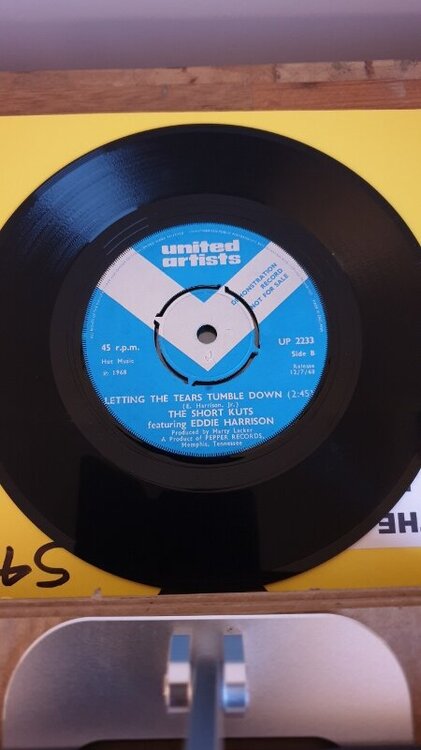 united
artists
DEMONSTRATION
RECORD
NOT FOR SALE
45 r.p.m.
Hot Music
℗ 1968
UP 2233
Side B
Release
12/7/68
LETTING THE TEARS TUMBLE DOWN (2:45)
(E. Harrison, Jr.)
THE SHORT KUTS
featuring EDDIE HARRISON
Produced by Marty Lacker
A Product of PEPPER RECORDS,
Memphis, Tennessee